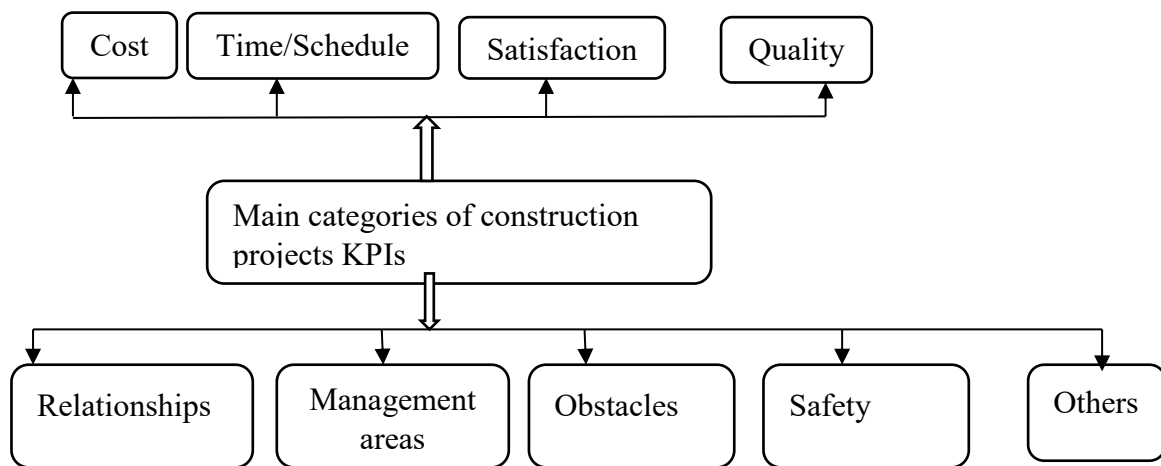 Cost
Time/Schedule
Satisfaction
Quality
Main categories of construction
projects KPIs
Relationships
Management
areas
Obstacles
Safety
Others